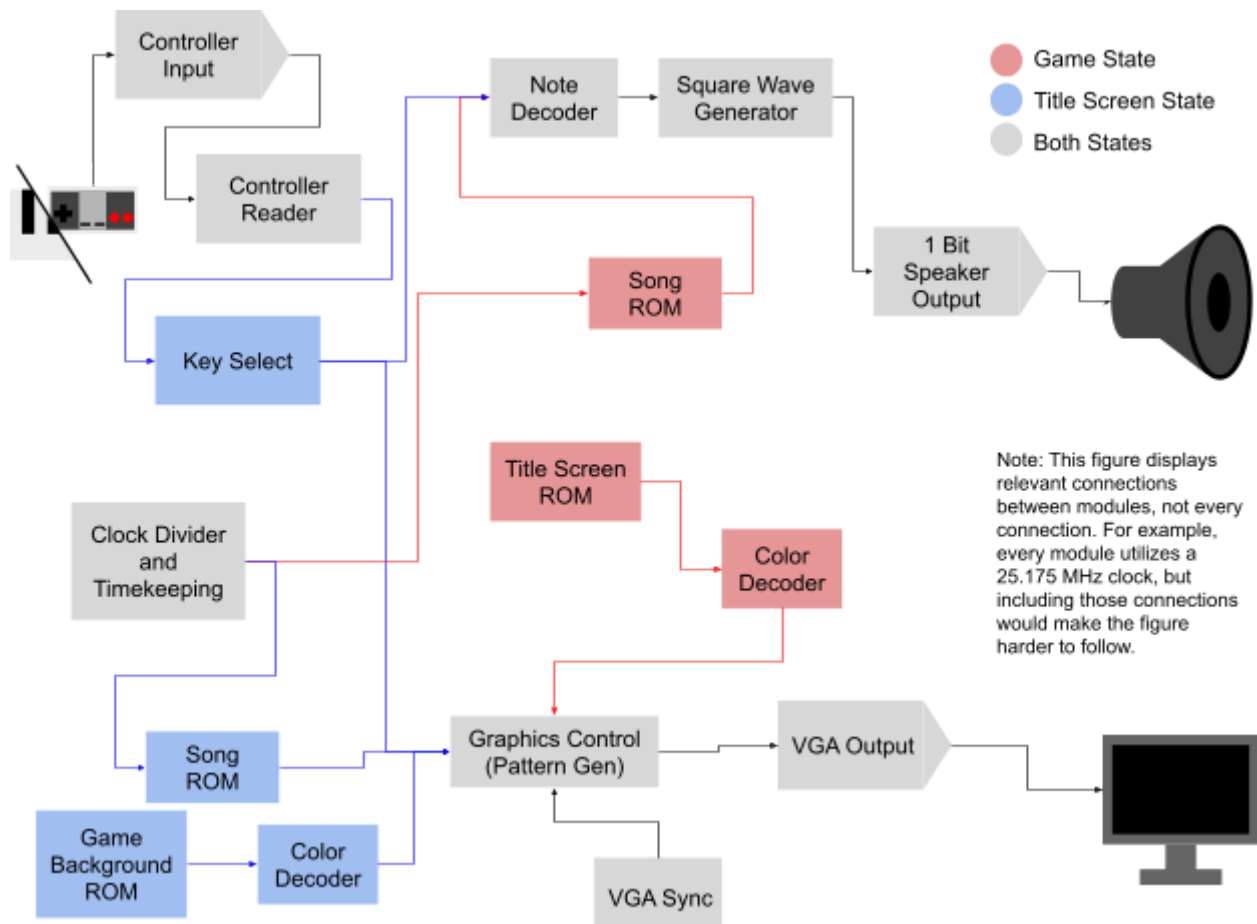 Controller
Input
Game State
Title Screen State
Both States
Note
Decoder
Square Wave
Generator
Controller
Reader
1 Bit
Speaker
Output
Song
ROM
Key Select
Title Screen
ROM
Note: This figure displays
relevant connections
between modules, not every
connection. For example,
every module utilizes a
25.175 MHz clock, but
including those connections
would make the figure
harder to follow.
Clock Divider
and
Timekeeping
Color
Decoder
Graphics Control
(Pattern Gen)
VGA Output
Song
ROM
Game
Background
ROM
Color
Decoder
VGA Sync